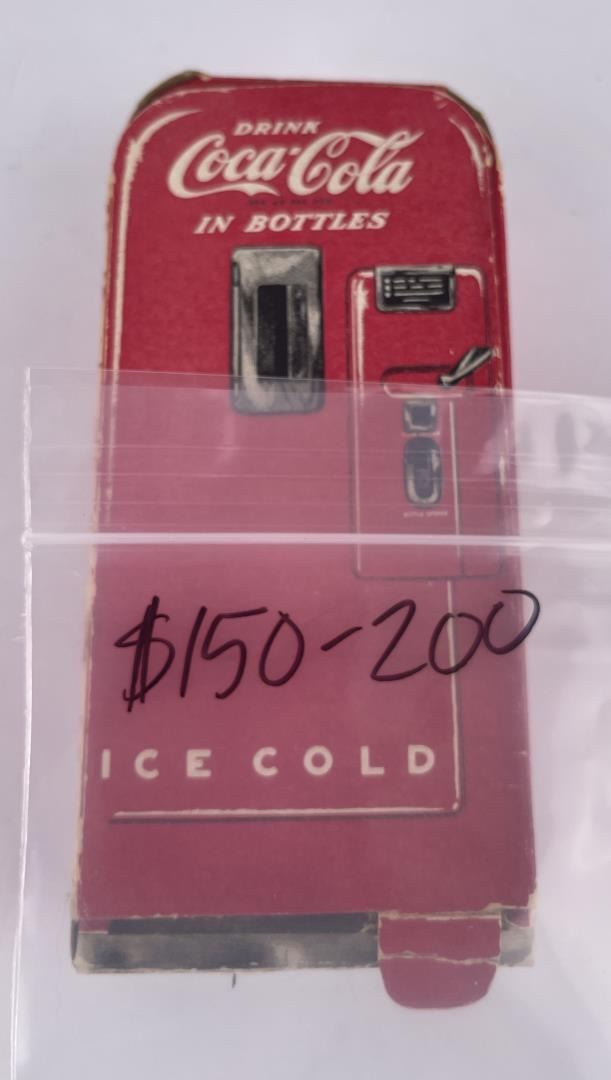 DRINK
Coca-Cola
IN BOTTLES
$150-200
ICE COLD